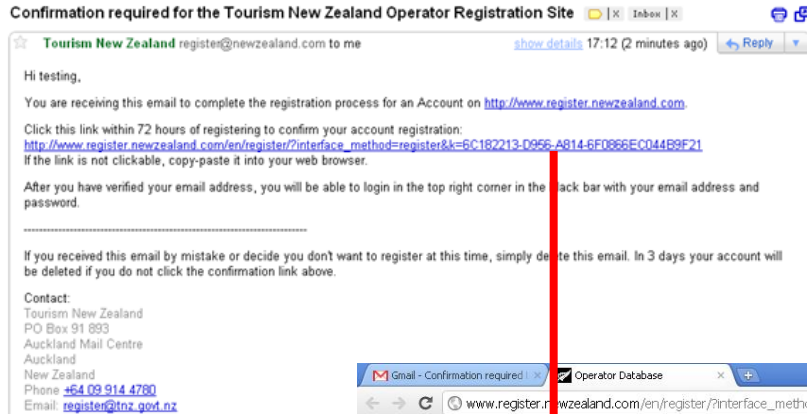 Confirmation required for the Tourism New Zealand Operator Registration Site X Inbox X
Tourism New Zealand register@newzealand.com to me show details 17:12 (2 minutes ago) Reply
Hi testing,
You are receiving this email to complete the registration process for an Account on http://www.register.newzealand.com.
Click this link within 72 hours of registering to confirm your account registration:
http://www.register.newzealand.com/en/register/?interface_method=register&k=6C182213-D956-A814-6F0866EC044B9F21
If the link is not clickable, copy-paste it into your web browser.
After you have verified your email address, you will be able to login in the top right corner in the black bar with your email address and
password.
--------------------------------------------------------------------------------
If you received this email by mistake or decide you don't want to register at this time, simply delete this email. In 3 days your account will
be deleted if you do not click the confirmation link above.
Contact:
Tourism New Zealand
PO Box 91 893
Auckland Mail Centre
Auckland
New Zealand
Phone +64 09 914 4780
Email: register@tnz.govt.nz
Gmail - Confirmation required Operator Database
www.register.newzealand.com/en/register/?interface_metho